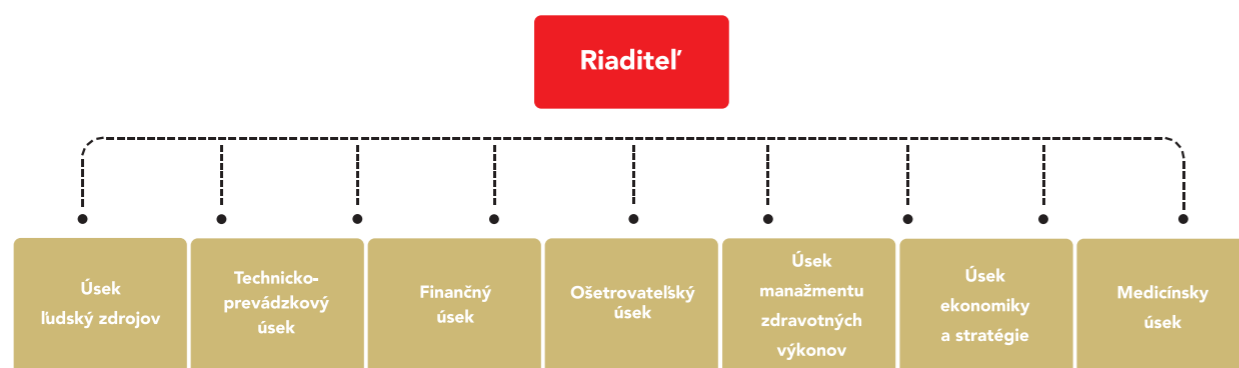 Riaditeľ
Úsek
ľudský zdrojov
Technicko-
prevádzkový
úsek
Finančný
úsek
Ošetrovateľský
úsek
Úsek
manažmentu
zdravotných
výkonov
Úsek
ekonomiky
a stratégie
Medicínsky
úsek